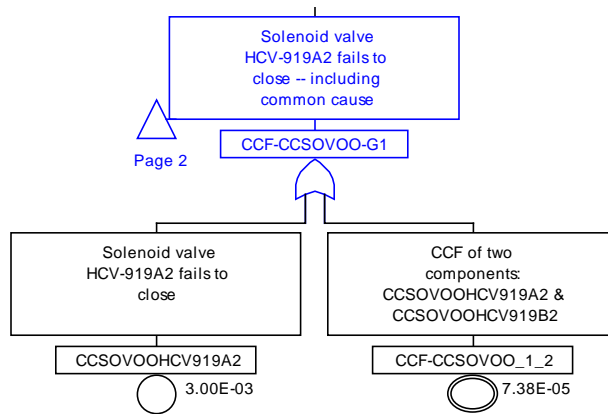 Solenoid valve
HCV-919A2 fails to
close -- including
common cause
Page 2
CCF-CCSOVOO-G1
Solenoid valve
HCV-919A2 fails to
close
CCSOVOOHCV919A2
3.00E-03
CCF of two
components:
CCSOVOOHCV919A2 &
CCSOVOOHCV919B2
CCF-CCSOVOO_1_2
7.38E-05